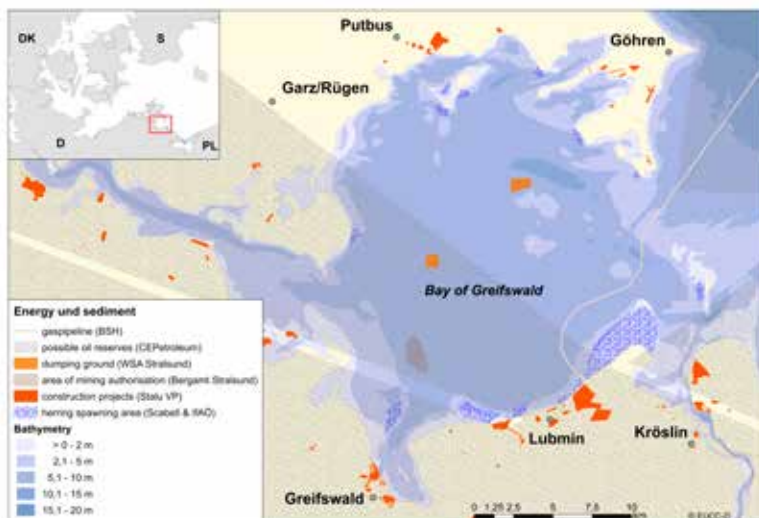 DK
S
D
PL
Putbus
Göhren
Garz/Rügen
Bay of Greifswald
Lubmin
Kröslin
Greifswald
Energy und sediment
gaspipeline (BSH)
possible oil reserves (CEPetroleum)
dumping ground (WSA Stralsund)
area of mining authorisation (Bergamt Stralsund)
construction projects (Stalu VP)
herring spawning area (Scabell & IfAÖ)
Bathymetry
> 0 - 2 m
2,1 - 5 m
5,1 - 10 m
10,1 - 15 m
15,1 - 20 m
0 1,25 2,5 5 7,5 10